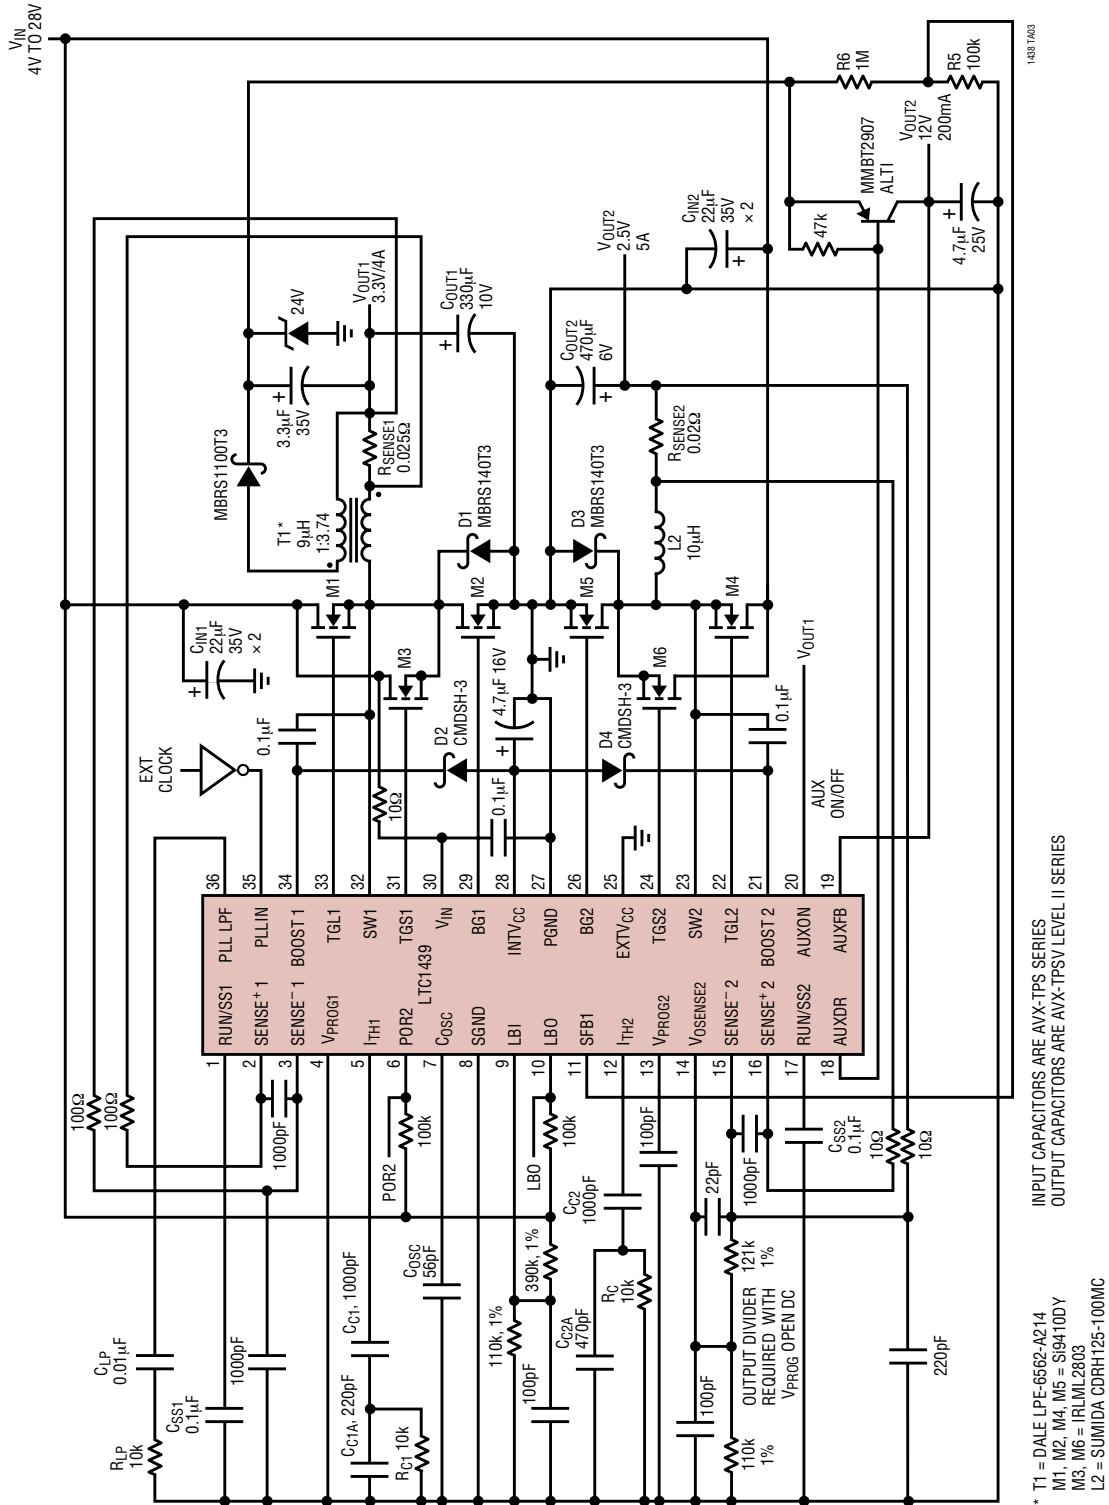 VIN
4V TO 28V
CLP
0.01µF
RLP
10k
CSS1
0.1µF
1000pF
100Ω
100Ω
1000pF
CC1, 1000pF
CC1A, 220pF
RC1 10k
POR2
100k
COSC
56pF
LBO
100k
390k, 1%
110k, 1%
100pF
CC2
1000pF
CC2A
470pF
RC
10k
100pF
22pF
1000pF
121k
1%
OUTPUT DIVIDER
REQUIRED WITH
VPROG OPEN DC
100pF
110k
1%
CSS2
0.1µF
10Ω
10Ω
220pF
LTC1439
1
RUN/SS1
2
SENSE+ 1
3
SENSE– 1
4
VPROG1
5
ITH1
6
POR2
7
COSC
8
SGND
9
LBI
10
LBO
11
SFB1
12
ITH2
13
VPROG2
14
VOSENSE2
15
SENSE– 2
16
SENSE+ 2
17
RUN/SS2
18
AUXDR
PLL LPF
36
PLLIN
35
BOOST 1
34
TGL1
33
SW1
32
TGS1
31
VIN
30
BG1
29
INTVCC
28
PGND
27
BG2
26
EXTVCC
25
TGS2
24
SW2
23
TGL2
22
BOOST 2
21
AUXON
20
AUXFB
19
EXT
CLOCK
CIN1
22µF
35V
× 2
0.1µF
10Ω
0.1µF
M1
M3
M2
D2
CMDSH-3
4.7µF 16V
D4
CMDSH-3
M5
M6
M4
0.1µF
VOUT1
AUX
ON/OFF
MBRS1100T3
T1*
9µH
1:3.74
3.3µF
35V
24V
RSENSE1
0.025Ω
VOUT1
3.3V/4A
COUT1
330µF
10V
D1
MBRS140T3
D3
MBRS140T3
L2
10µH
RSENSE2
0.02Ω
COUT2
470µF
6V
VOUT2
2.5V
5A
CIN2
22µF
35V
× 2
47k
MMBT2907
ALTI
R6
1M
R5
100k
VOUT2
12V
200mA
4.7µF
25V
1438 TA03
* T1 = DALE LPE-6562-A214
M1, M2, M4, M5 = Si9410DY
M3, M6 = IRLML2803
L2 = SUMIDA CDRH125-100MC
INPUT CAPACITORS ARE AVX-TPS SERIES
OUTPUT CAPACITORS ARE AVX-TPSV LEVEL II SERIES
+
+
+
+
+
+
+